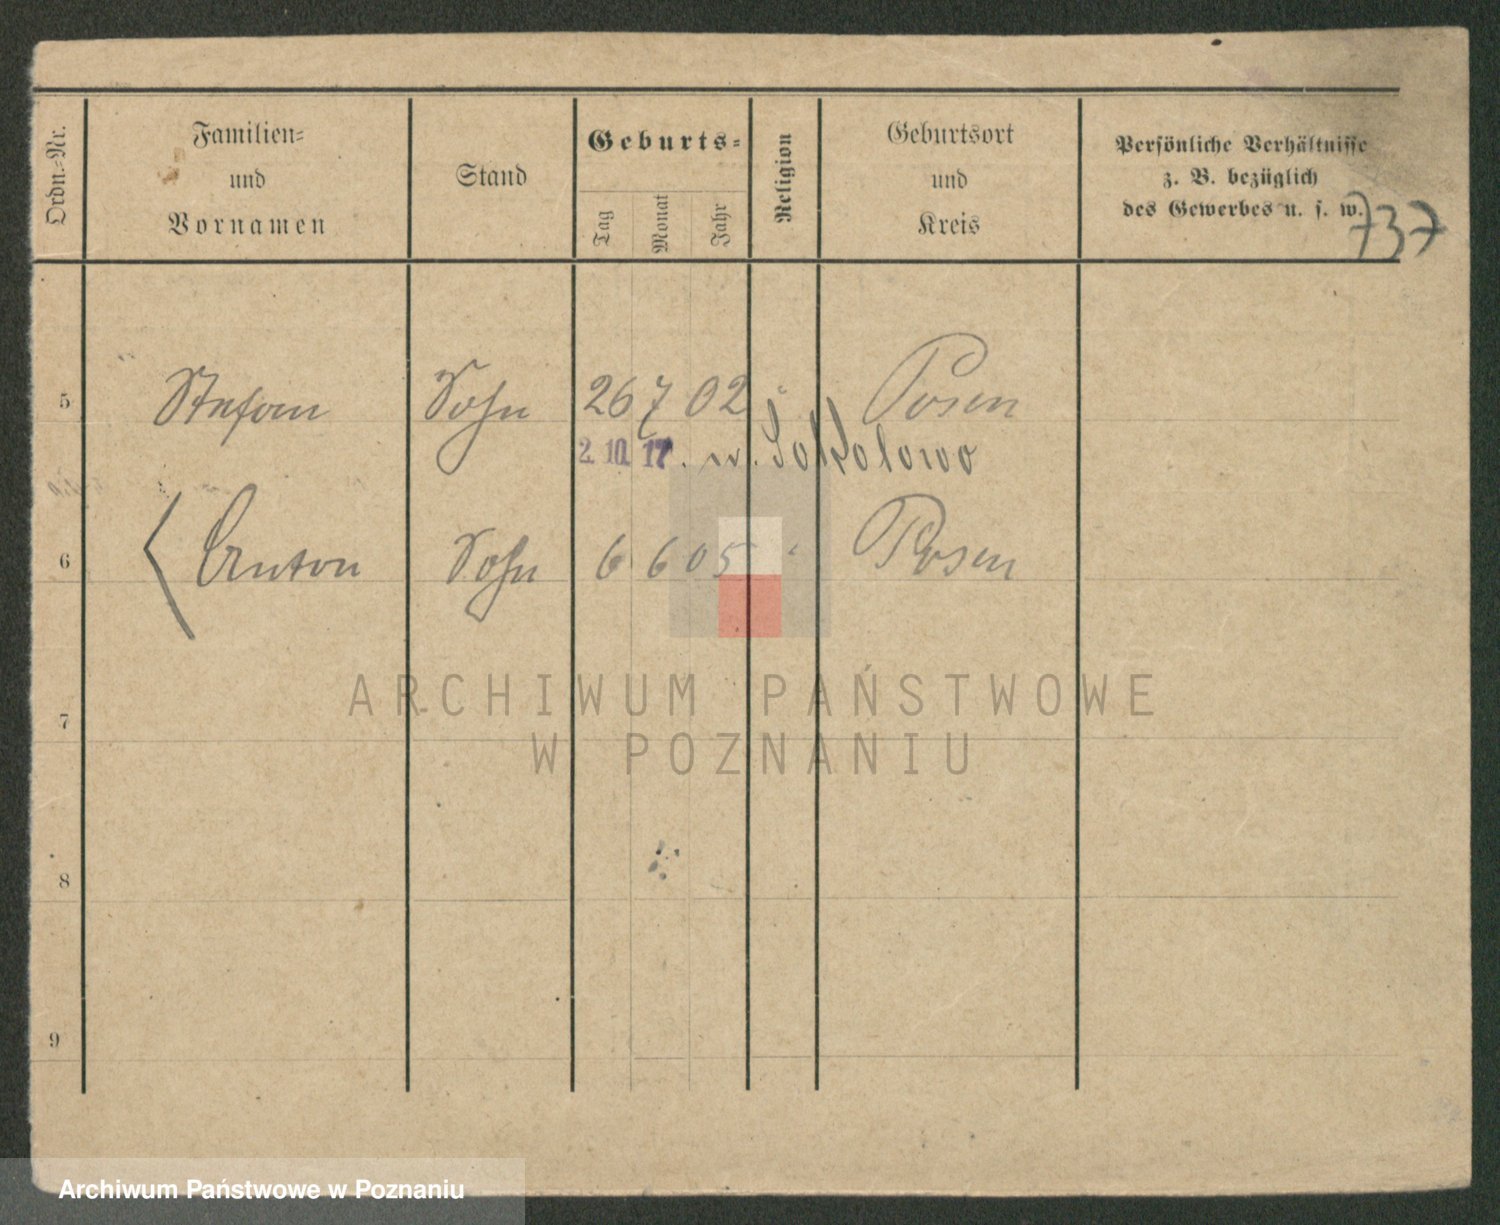 Ordn.-Nr.
Familien-
und
Vornamen
Stand
Geburts-
Tag
Monat
Jahr
Religion
Geburtsort
und
Kreis
Persönliche Verhältnisse
z. B. bezüglich
des Gewerbes u. s. w.
737
5 Stefan Sohn 26 7 02 " Posen
2. 10. 17. w. Sokolowo
6 Anton Sohn 6 6 05 " Posen
7
8
9
ARCHIWUM PAŃSTWOWE
W POZNANIU
Archiwum Państwowe w Poznaniu